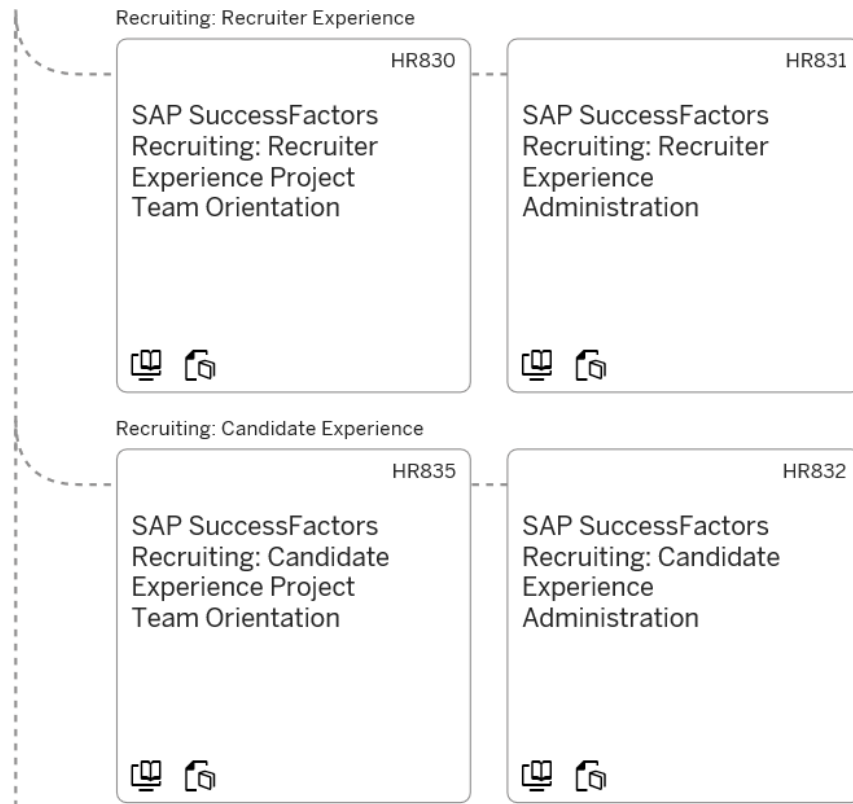 Recruiting: Recruiter Experience
HR830
SAP SuccessFactors
Recruiting: Recruiter
Experience Project
Team Orientation
HR831
SAP SuccessFactors
Recruiting: Recruiter
Experience
Administration
Recruiting: Candidate Experience
HR835
SAP SuccessFactors
Recruiting: Candidate
Experience Project
Team Orientation
HR832
SAP SuccessFactors
Recruiting: Candidate
Experience
Administration